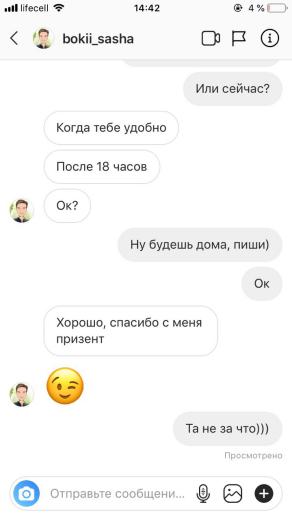 lifecell
14:42
4 %
bokii_sasha
Или сейчас?
Когда тебе удобно
После 18 часов
Ок?
Ну будешь дома, пиши)
Ок
Хорошо, спасибо с меня
призент
Та не за что)))
Просмотрено
Отправьте сообщени...